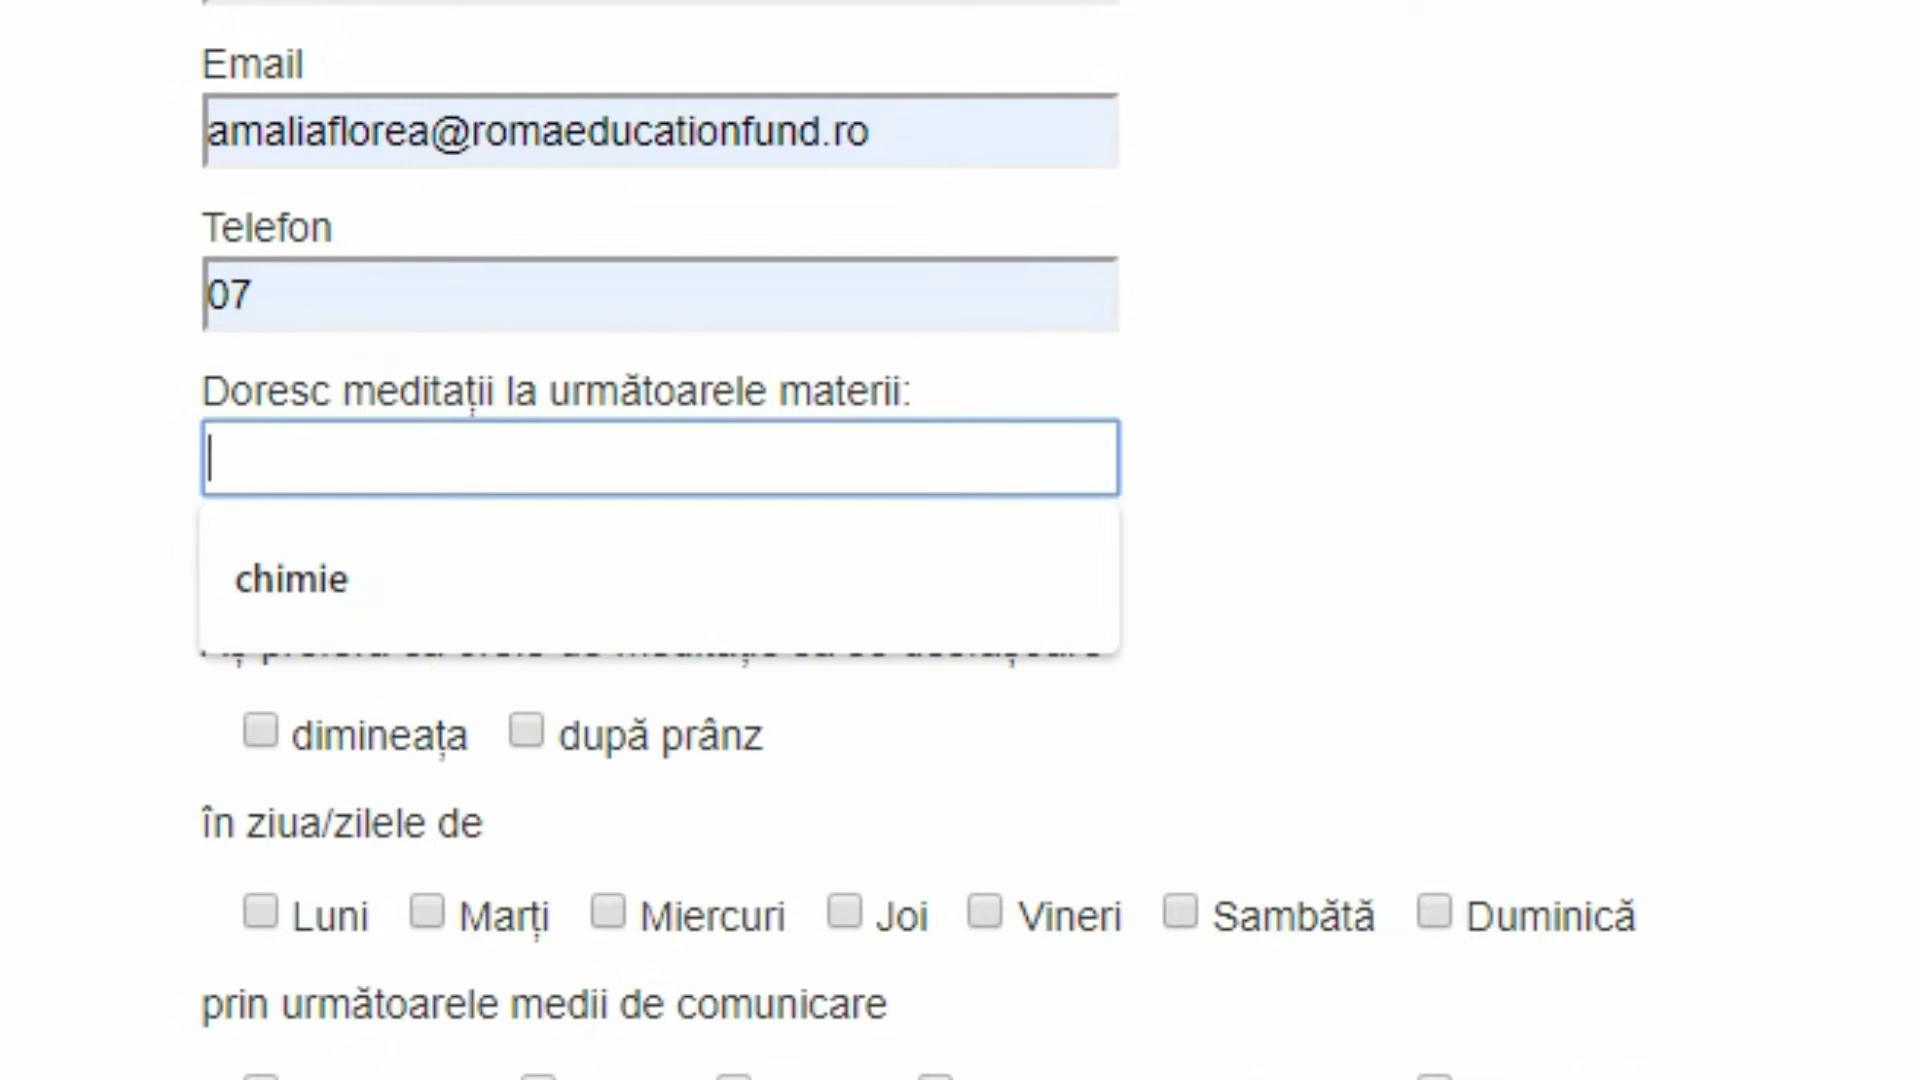 Email
amaliaflorea@romaeducationfund.ro
Telefon
07
Doresc meditații la următoarele materii:
chimie
dimineața după prânz
în ziua/zilele de
Luni Marți Miercuri Joi Vineri Sambătă Duminică
prin următoarele medii de comunicare